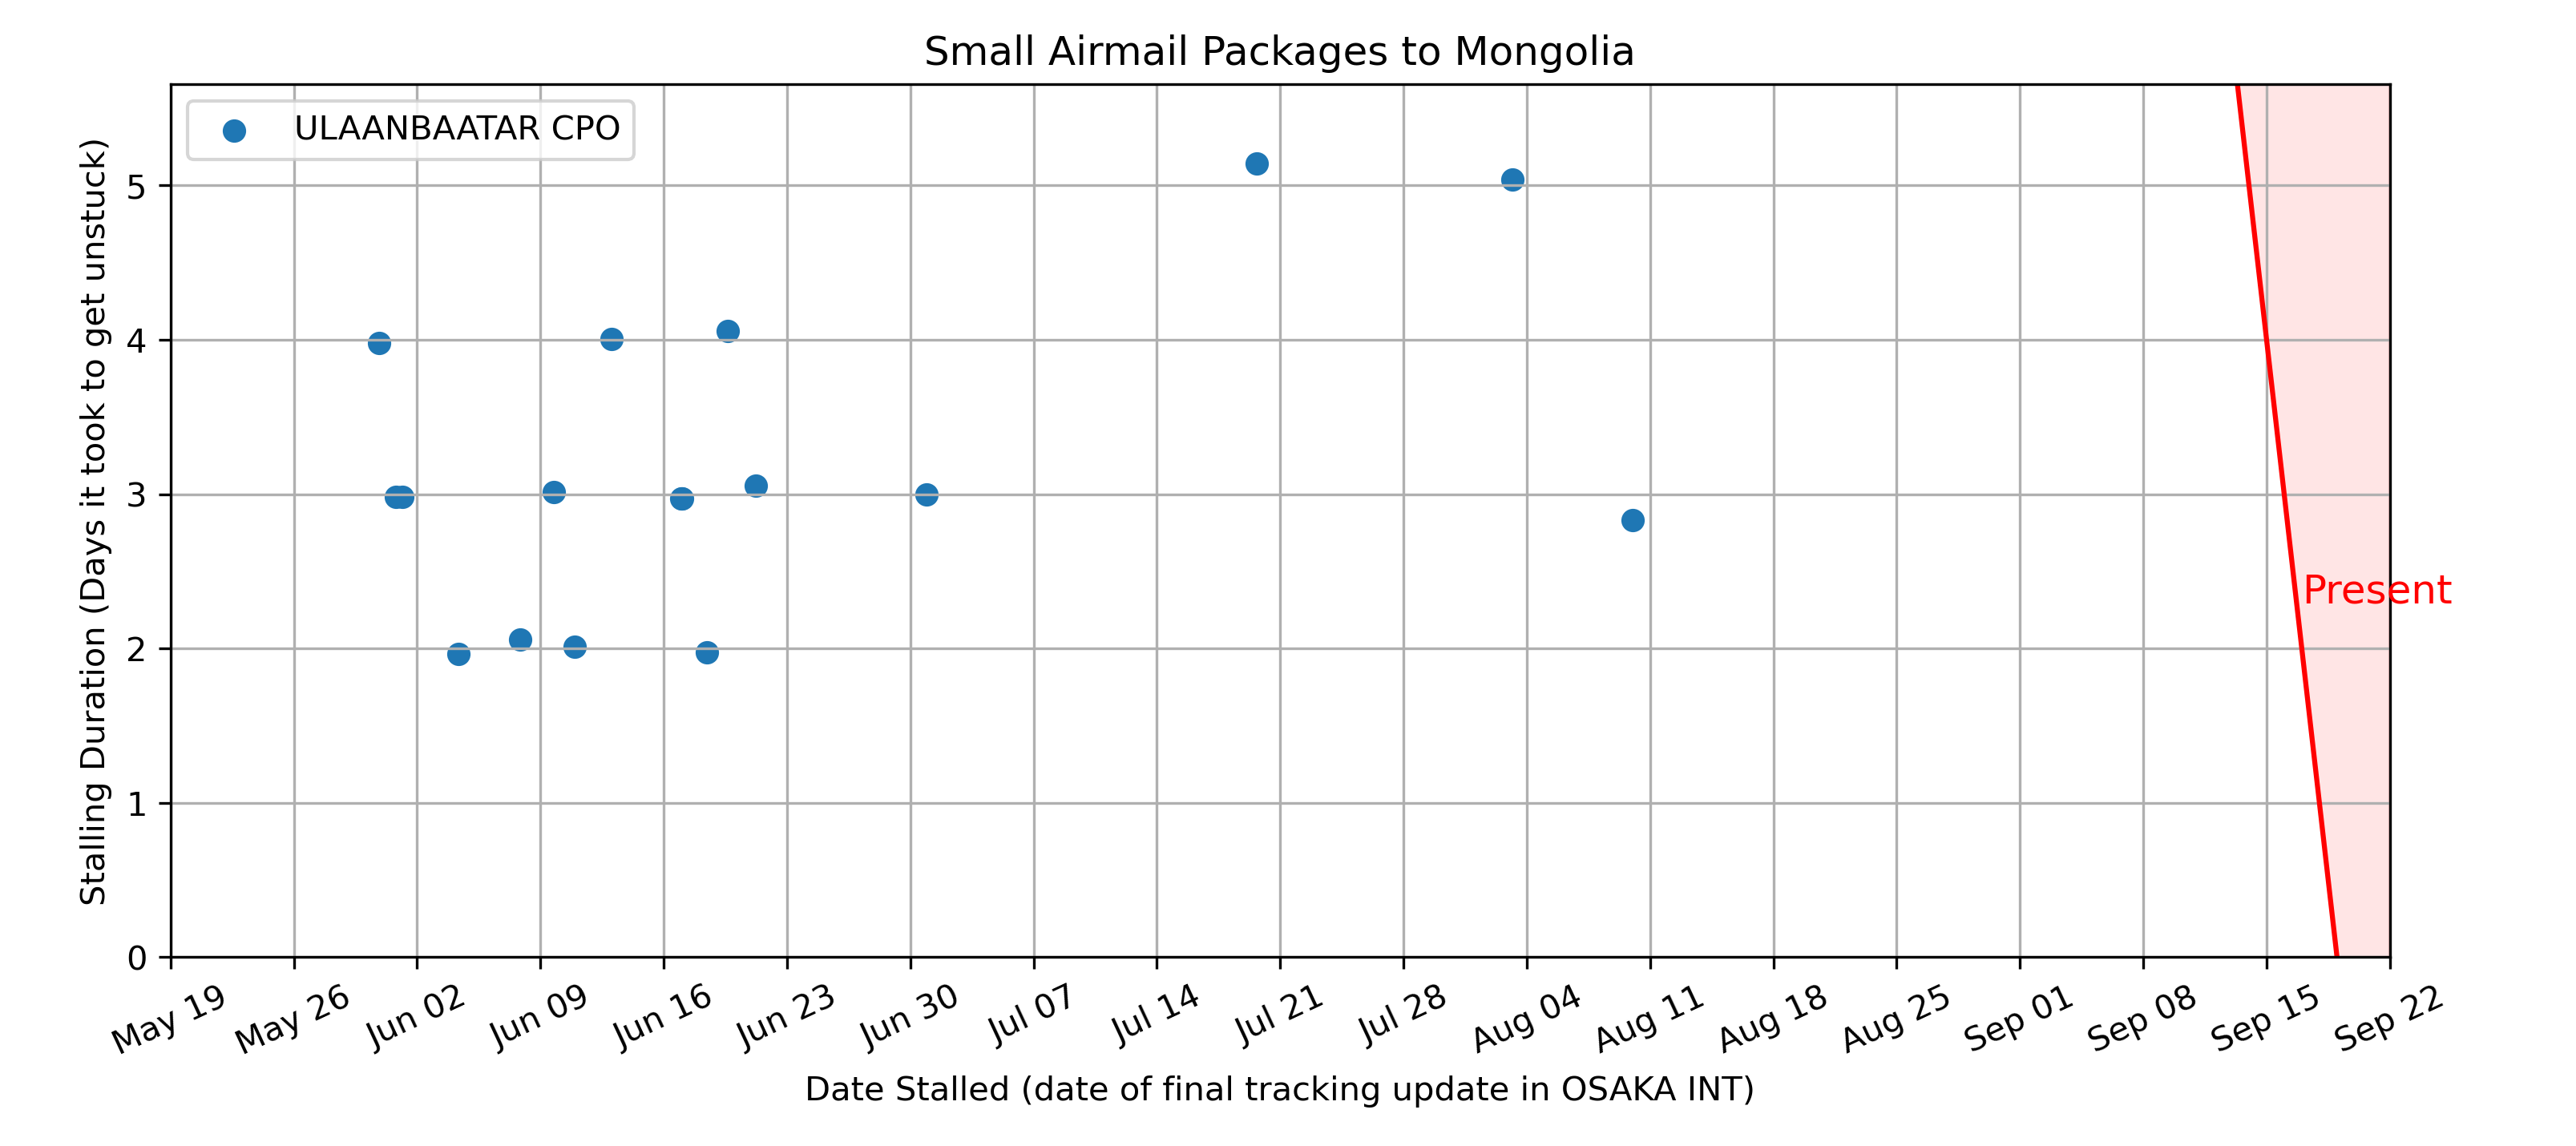 Small Airmail Packages to Mongolia
ULAANBAATAR CPO
Stalling Duration (Days it took to get unstuck)
5
4
3
2
1
0
Present
May 19
May 26
Jun 02
Jun 09
Jun 16
Jun 23
Jun 30
Jul 07
Jul 14
Jul 21
Jul 28
Aug 04
Aug 11
Aug 18
Aug 25
Sep 01
Sep 08
Sep 15
Sep 22
Date Stalled (date of final tracking update in OSAKA INT)